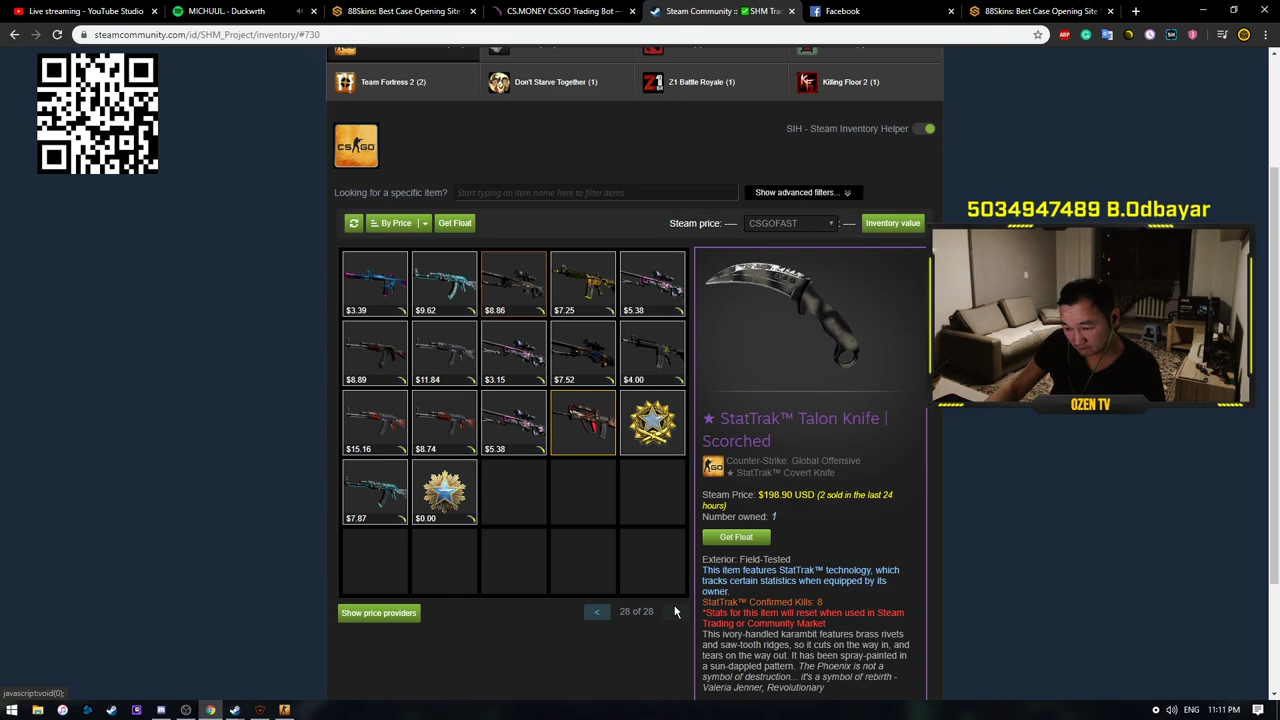 Live streaming - YouTube Studio
MICHUUL. - Duckwth
88Skins: Best Case Opening Site
CS.MONEY CS:GO Trading Bot —
Steam Community :: ✅ SHM Tra
Facebook
88Skins: Best Case Opening Site
steamcommunity.com/id/SHM_Project/inventory/#730
Team Fortress 2 (2)
Don't Starve Together (1)
Z1 Battle Royale (1)
Killing Floor 2 (1)
CS GO
SIH - Steam Inventory Helper
Looking for a specific item?
Start typing an item name here to filter items
Show advanced filters...
By Price
Get Float
Steam price: ----
CSGOFAST
: ----
Inventory value
5034947489 B.Odbayar
$3.39
$9.62
$8.86
$7.25
$5.38
$8.89
$11.84
$3.15
$7.52
$4.00
$15.16
$8.74
$5.38
$7.87
$0.00
★ StatTrak™ Talon Knife |
Scorched
Counter-Strike: Global Offensive
★ StatTrak™ Covert Knife
Steam Price: $198.90 USD (2 sold in the last 24
hours)
Number owned: 1
Get Float
Exterior: Field-Tested
This item features StatTrak™ technology, which
tracks certain statistics when equipped by its
owner.
StatTrak™ Confirmed Kills: 8
*Stats for this item will reset when used in Steam
Trading or Community Market
This ivory-handled karambit features brass rivets
and saw-tooth ridges, so it cuts on the way in, and
tears on the way out. It has been spray-painted in
a sun-dappled pattern. The Phoenix is not a
symbol of destruction... it's a symbol of rebirth -
Valeria Jenner, Revolutionary
OZEN TV
Show price providers
<
28 of 28
javascript:void(0);
ENG
11:11 PM